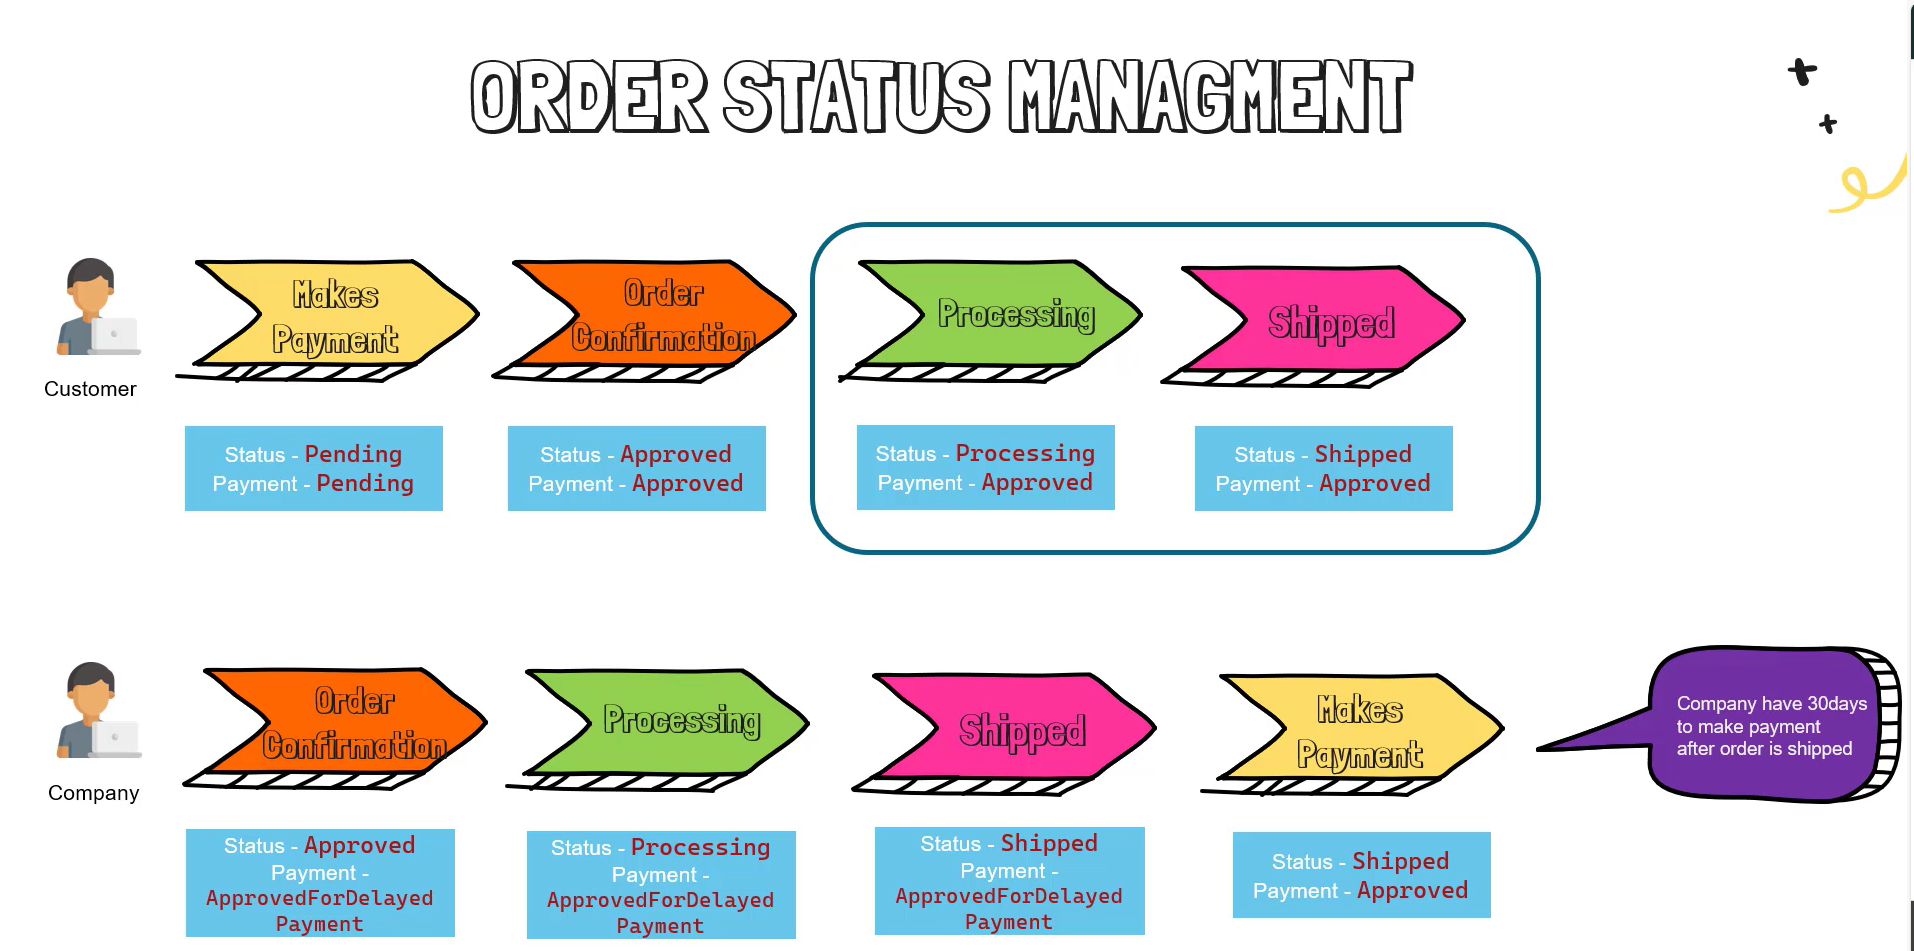 ORDER STATUS MANAGMENT
Makes
Payment
Order
Confirmation
Processing
Shipped
Customer
Status - Pending
Payment - Pending
Status - Approved
Payment - Approved
Status - Processing
Payment - Approved
Status - Shipped
Payment - Approved
Order
Confirmation
Processing
Shipped
Makes
Payment
Company have 30days
to make payment
after order is shipped
Company
Status - Approved
Payment -
ApprovedForDelayed
Payment
Status - Processing
Payment -
ApprovedForDelayed
Payment
Status - Shipped
Payment -
ApprovedForDelayed
Payment
Status - Shipped
Payment - Approved